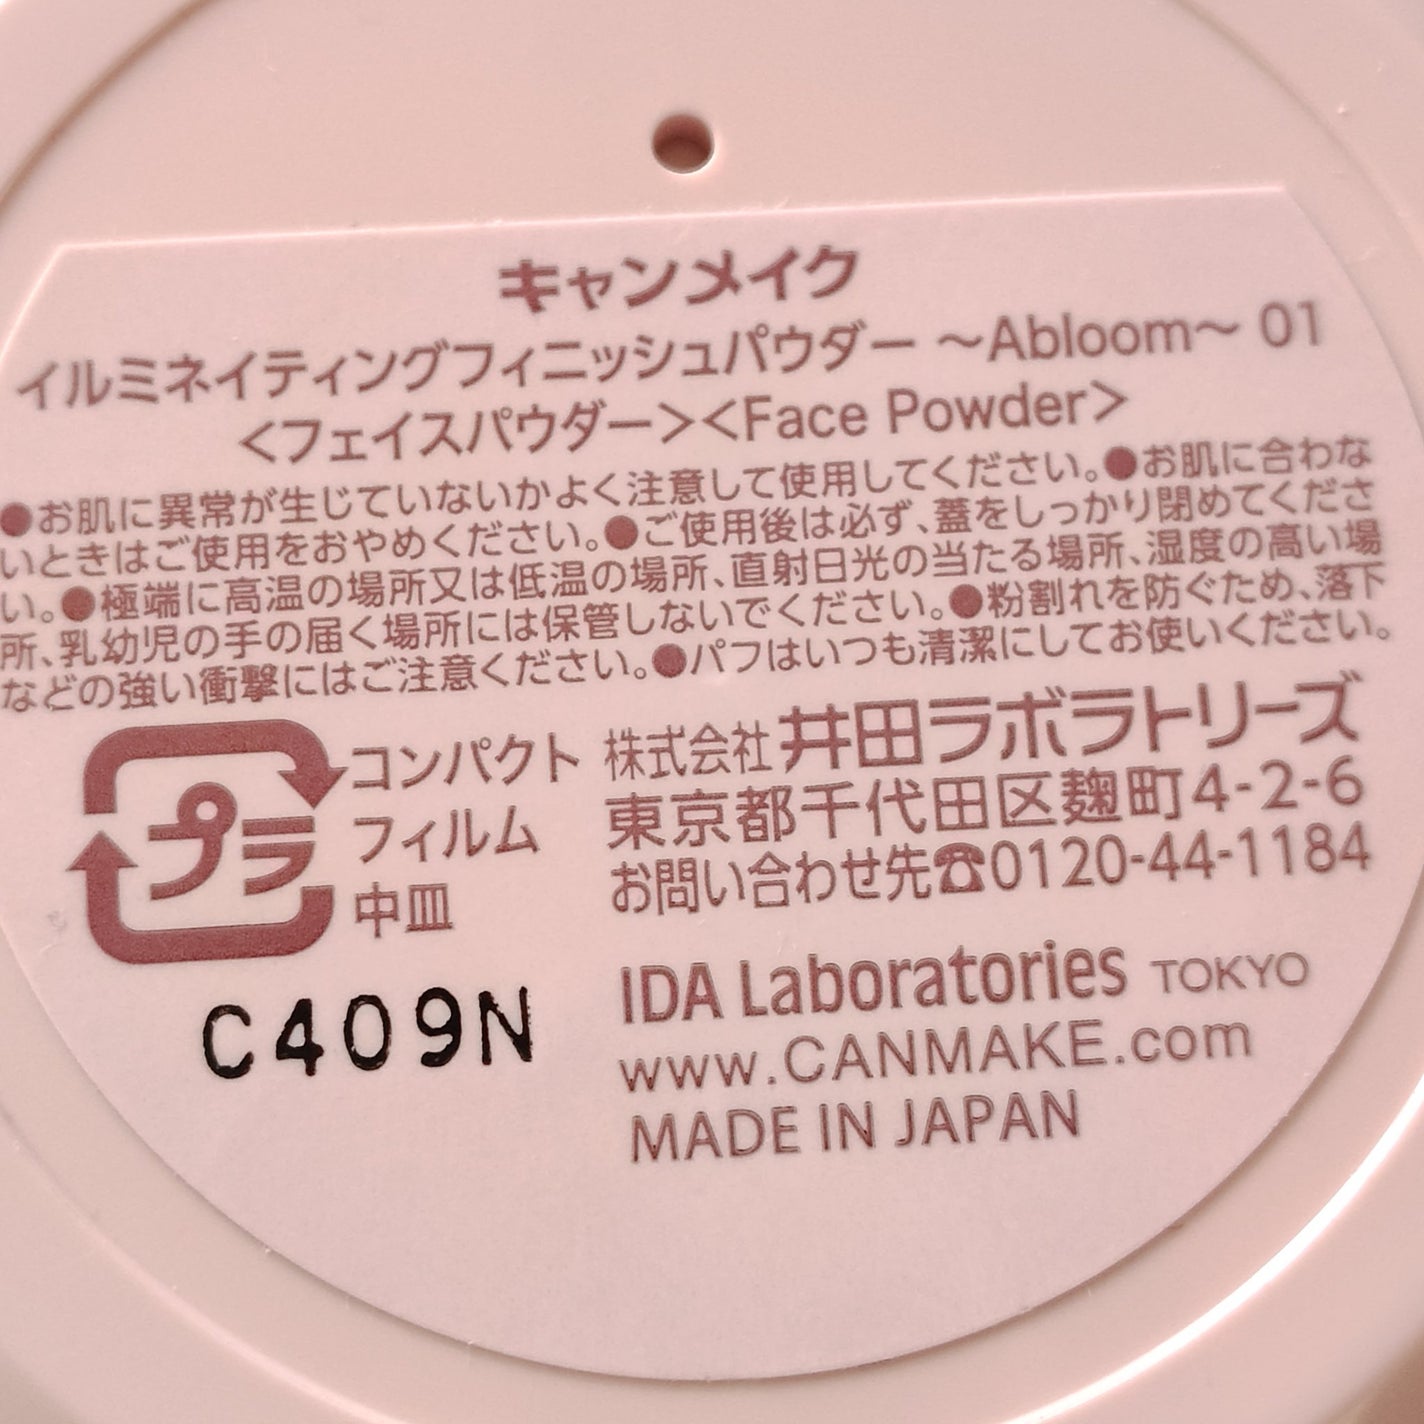 キャンメイク
イルミネイティングフィニッシュパウダー ～Abloom～ 01
<フェイスパウダー><Face Powder>
●お肌に異常が生じていないかよく注意して使用してください。●お肌に合わな
いときはご使用をおやめください。●ご使用後は必ず、蓋をしっかり閉めてくださ
い。●極端に高温の場所又は低温の場所、直射日光の当たる場所、湿度の高い場
所、乳幼児の手の届く場所には保管しないでください。●粉割れを防ぐため、落下
などの強い衝撃にはご注意ください。●パフはいつも清潔にしてお使いください。
プラ
コンパクト
フィルム
中皿
C409N
株式会社 井田ラボラトリーズ
東京都千代田区麹町4-2-6
お問い合わせ先☎0120-44-1184
IDA Laboratories TOKYO
www.CANMAKE.com
MADE IN JAPAN